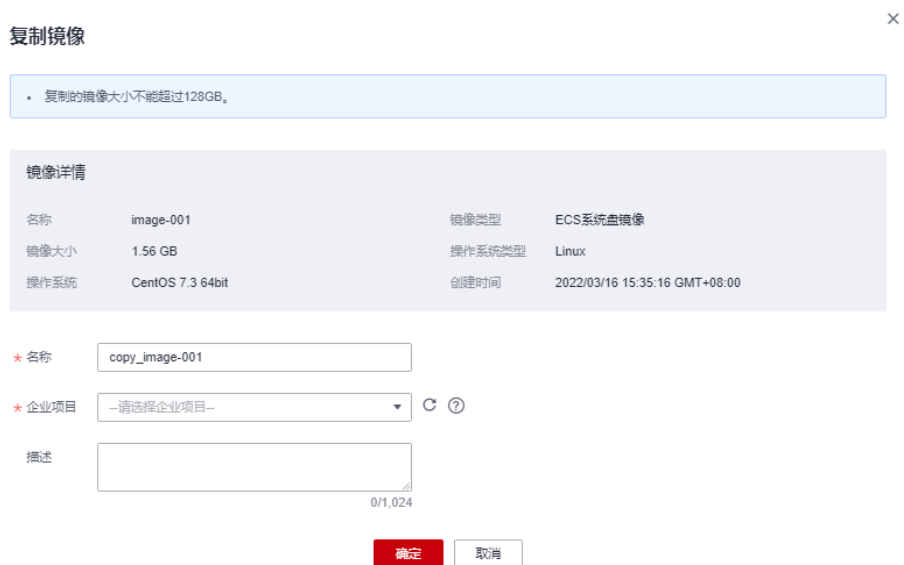 复制镜像
• 复制的镜像大小不能超过128GB。
镜像详情
名称 image-001 镜像类型 ECS系统盘镜像
镜像大小 1.56 GB 操作系统类型 Linux
操作系统 CentOS 7.3 64bit 创建时间 2022/03/16 15:35:16 GMT+08:00
* 名称 copy_image-001
* 企业项目 --请选择企业项目--
描述
0/1,024
确定 取消